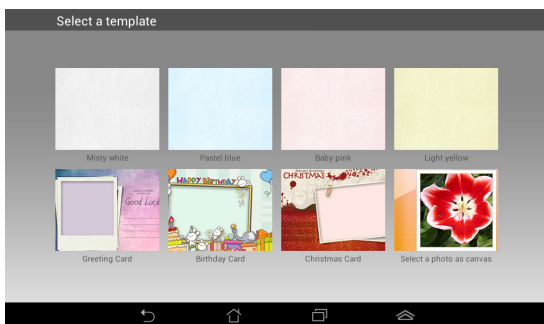 Select a template
Misty white
Pastel blue
Baby pink
Light yellow
Good Luck
HAPPY BIRTHDAY
CHRISTMAS
Greeting Card
Birthday Card
Christmas Card
Select a photo as canvas